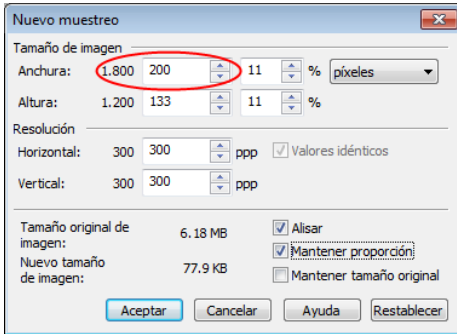 Nuevo muestreo
Tamaño de imagen
Anchura: 1.800 200 11 % píxeles
Altura: 1.200 133 11 %
Resolución
Horizontal: 300 300 ppp Valores idénticos
Vertical: 300 300 ppp
Tamaño original de imagen: 6.18 MB Alisar
Mantener proporción
Nuevo tamaño de imagen: 77.9 KB
Mantener tamaño original
Aceptar Cancelar Ayuda Restablecer